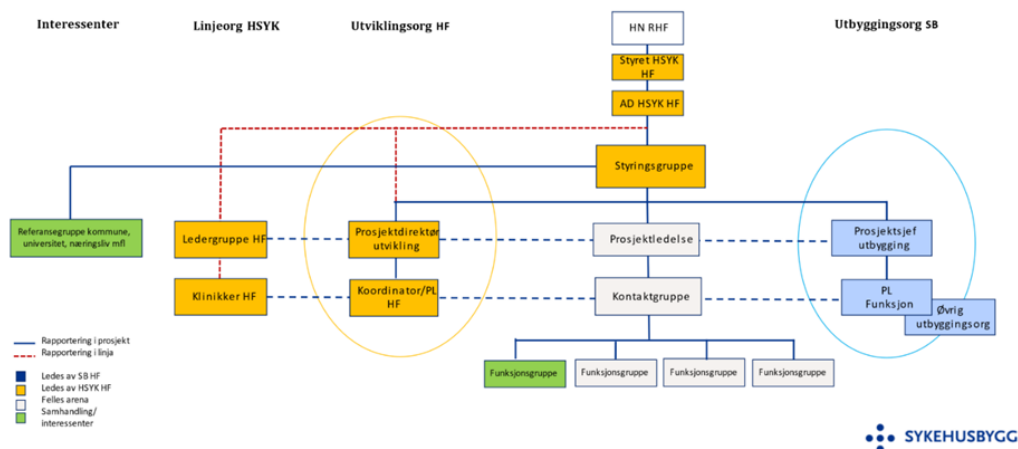 Interessenter
Linjeorg HSYK
Utviklingsorg HF
Utbyggingsorg SB
HN RHF
Styret HSYK
HF
AD HSYK HF
Styringsgruppe
Referansegruppe kommune,
universitet, næringsliv mfl
Ledergruppe HF
Prosjektdirektør
utvikling
Prosjektledelse
Prosjektsjef
utbygging
Klinikker HF
Koordinator/PL
HF
Kontaktgruppe
PL
Funksjon
Øvrig
utbyggingsorg
Funksjonsgruppe
Funksjonsgruppe
Funksjonsgruppe
Funksjonsgruppe
Rapportering i prosjekt
Rapportering i linja
Ledes av SB HF
Ledes av HSYK HF
Felles arena
Samhandling/
interessenter
SYKEHUSBYGG